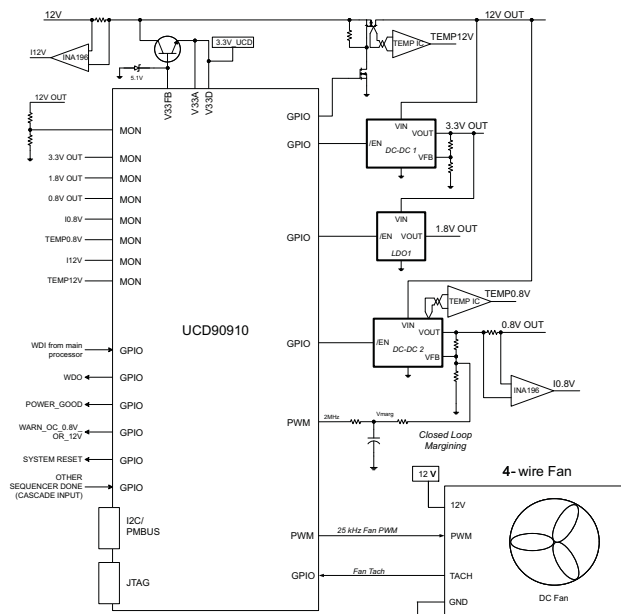 12V
12V OUT
I12V
INA196
5.1V
3.3V_UCD
V33FB
V33A
V33D
TEMP IC
TEMP12V
12V OUT
MON
3.3V OUT
MON
1.8V OUT
MON
0.8V OUT
MON
I0.8V
MON
TEMP0.8V
MON
I12V
MON
TEMP12V
MON
GPIO
GPIO
VIN
VOUT
3.3V OUT
/EN
DC-DC 1
VFB
GPIO
VIN
/EN
VOUT
1.8V OUT
LDO1
UCD90910
TEMP IC
TEMP0.8V
VIN
GPIO
/EN
VOUT
0.8V OUT
DC-DC 2
VFB
INA196
I0.8V
WDI from main
processor
GPIO
WDO
GPIO
POWER_GOOD
GPIO
WARN_OC_0.8V_
OR_12V
GPIO
SYSTEM RESET
GPIO
OTHER
SEQUENCER DONE
(CASCADE INPUT)
GPIO
PWM
2MHz
Vmarg
Closed Loop
Margining
I2C/
PMBUS
JTAG
12 V
4- wire Fan
12V
PWM
25 kHz Fan PWM
PWM
GPIO
Fan Tach
TACH
GND
DC Fan